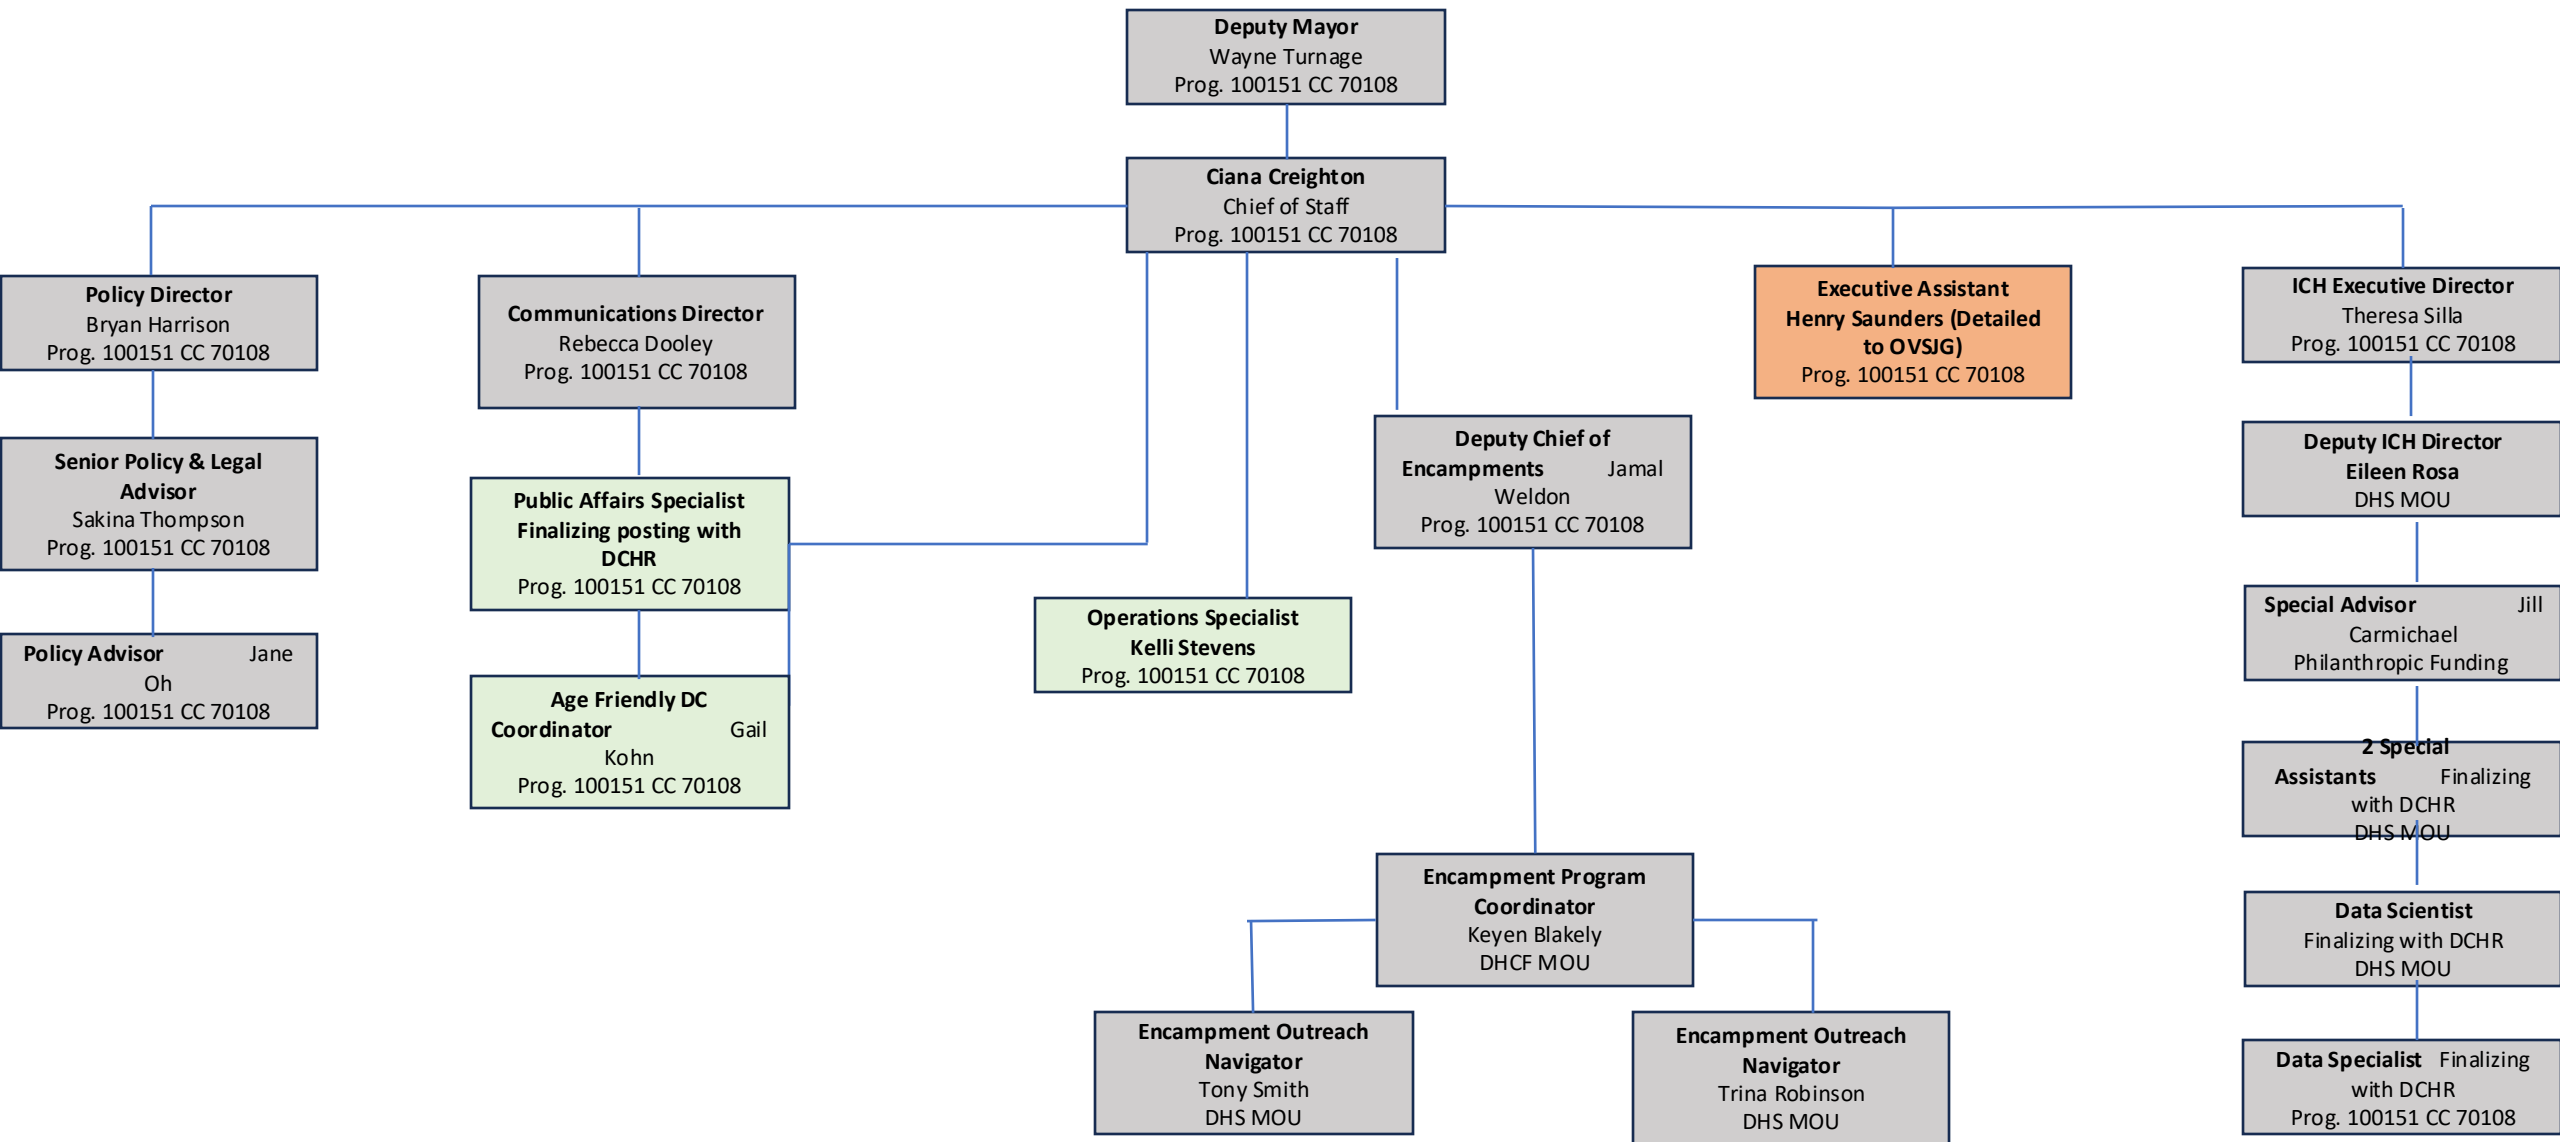 Deputy Mayor
Wayne Turnage
Prog. 100151 CC 70108
Ciana Creighton
Chief of Staff
Prog. 100151 CC 70108
Policy Director
Bryan Harrison
Prog. 100151 CC 70108
Communications Director
Rebecca Dooley
Prog. 100151 CC 70108
Executive Assistant
Henry Saunders (Detailed
to OVSJG)
Prog. 100151 CC 70108
ICH Executive Director
Theresa Silla
Prog. 100151 CC 70108
Senior Policy & Legal
Advisor
Sakina Thompson
Prog. 100151 CC 70108
Public Affairs Specialist
Finalizing posting with
DCHR
Prog. 100151 CC 70108
Deputy Chief of
Encampments Jamal
Weldon
Prog. 100151 CC 70108
Deputy ICH Director
Eileen Rosa
DHS MOU
Policy Advisor Jane
Oh
Prog. 100151 CC 70108
Age Friendly DC
Coordinator Gail
Kohn
Prog. 100151 CC 70108
Operations Specialist
Kelli Stevens
Prog. 100151 CC 70108
Special Advisor Jill
Carmichael
Philanthropic Funding
2 Special
Assistants Finalizing
with DCHR
DHS MOU
Encampment Program
Coordinator
Keyen Blakely
DHCF MOU
Data Scientist
Finalizing with DCHR
DHS MOU
Encampment Outreach
Navigator
Tony Smith
DHS MOU
Encampment Outreach
Navigator
Trina Robinson
DHS MOU
Data Specialist Finalizing
with DCHR
Prog. 100151 CC 70108